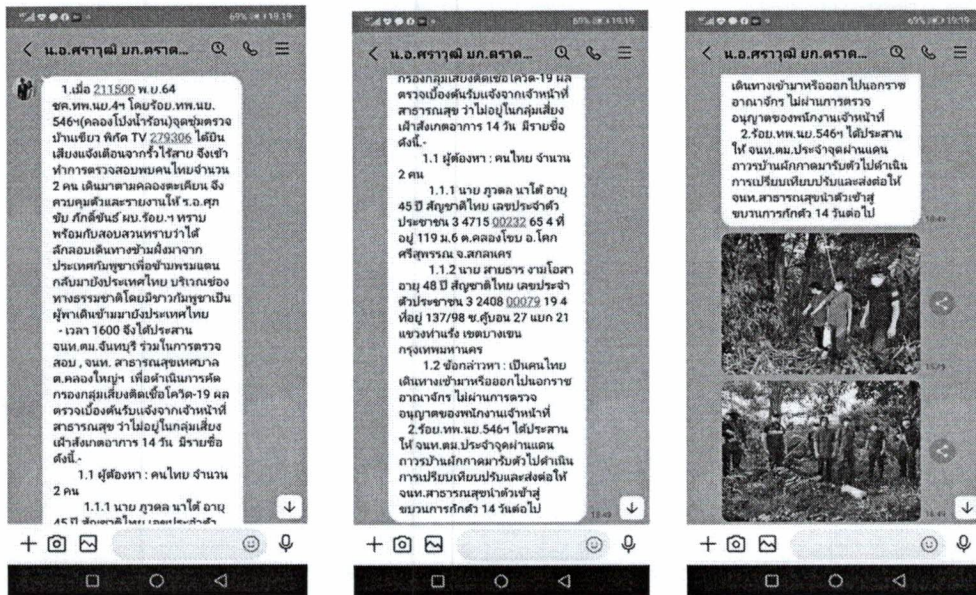 69% 19:19
น.อ.ศราวุฒิ ยก.ตราด...
1.เมื่อ 211500 พ.ย.64
ชค.ทพ.นย.4ฯ โดยร้อย.ทพ.นย.
546ฯ(คลองโป่งน้ำร้อน)จุดซุ่มตรวจ
ป่าเขียว พิกัด TV 279306 ได้ยิน
เสียงแจ้งเตือนจากรั้วไร้สาย จึงเข้า
ทำการตรวจสอบพบคนไทยจำนวน
2 คน เดินมาตามคลองตะเคียน จึง
ควบคุมตัวและรายงานให้ ร.อ.ศุภ
ชัย ภักดิ์ขันธ์ ผบ.ร้อย.ฯ ทราบ
พร้อมกับสอบสวนทราบว่าได้
ลักลอบเดินทางข้ามฝั่งมาจาก
ประเทศกัมพูชาเพื่อข้ามพรมแดน
กลับมายังประเทศไทย บริเวณช่อง
ทางธรรมชาติโดยมีชาวกัมพูชาเป็น
ผู้พาเดินข้ามมายังประเทศไทย
- เวลา 1600 จึงได้ประสาน
จนท.ตม.จันทบุรี ร่วมในการตรวจ
สอบ , จนท. สาธารณสุขเทศบาล
ต.คลองใหญ่ฯ เพื่อดำเนินการคัด
กรองกลุ่มเสี่ยงติดเชื้อโควิด-19 ผล
ตรวจเบื้องต้นรับแจ้งจากเจ้าหน้าที่
สาธารณสุข ว่าไม่อยู่ในกลุ่มเสี่ยง
เฝ้าสังเกตอาการ 14 วัน มีรายชื่อ
ดังนี้.-
1.1 ผู้ต้องหา : คนไทย จำนวน
2 คน
1.1.1 นาย ภูวดล นาโต้ อายุ
45 ปี สัญชาติไทย เลขประจำตัว
69% 19:19
น.อ.ศราวุฒิ ยก.ตราด...
กรองกลุ่มเสี่ยงติดเชื้อโควิด-19 ผล
ตรวจเบื้องต้นรับแจ้งจากเจ้าหน้าที่
สาธารณสุข ว่าไม่อยู่ในกลุ่มเสี่ยง
เฝ้าสังเกตอาการ 14 วัน มีรายชื่อ
ดังนี้.-
1.1 ผู้ต้องหา : คนไทย จำนวน
2 คน
1.1.1 นาย ภูวดล นาโต้ อายุ
45 ปี สัญชาติไทย เลขประจำตัว
ประชาชน 3 4715 00232 65 4 ที่
อยู่ 119 ม.6 ต.คลองโขบ อ.โคก
ศรีสุพรรณ จ.สกลนคร
1.1.2 นาย สายธาร งามโอสา
อายุ 48 ปี สัญชาติไทย เลขประจำ
ตัวประชาชน 3 2408 00079 19 4
ที่อยู่ 137/98 ซ.คู้บอน 27 แยก 21
แขวงท่าแร้ง เขตบางเขน
กรุงเทพมหานคร
1.2 ข้อกล่าวหา : เป็นคนไทย
เดินทางเข้ามาหรือออกไปนอกราช
อาณาจักร ไม่ผ่านการตรวจ
อนุญาตของพนักงานเจ้าหน้าที่
2.ร้อย.ทพ.นย.546ฯ ได้ประสาน
ให้ จนท.ตม.ประจำจุดผ่านแดน
ถาวรบ้านผักกาดมารับตัวไปดำเนิน
การเปรียบเทียบปรับและส่งต่อให้
จนท.สาธารณสุขนำตัวเข้าสู่
ขบวนการกักตัว 14 วันต่อไป
69% 19:19
น.อ.ศราวุฒิ ยก.ตราด...
เดินทางเข้ามาหรือออกไปนอกราช
อาณาจักร ไม่ผ่านการตรวจ
อนุญาตของพนักงานเจ้าหน้าที่
2.ร้อย.ทพ.นย.546ฯ ได้ประสาน
ให้ จนท.ตม.ประจำจุดผ่านแดน
ถาวรบ้านผักกาดมารับตัวไปดำเนิน
การเปรียบเทียบปรับและส่งต่อให้
จนท.สาธารณสุขนำตัวเข้าสู่
ขบวนการกักตัว 14 วันต่อไป